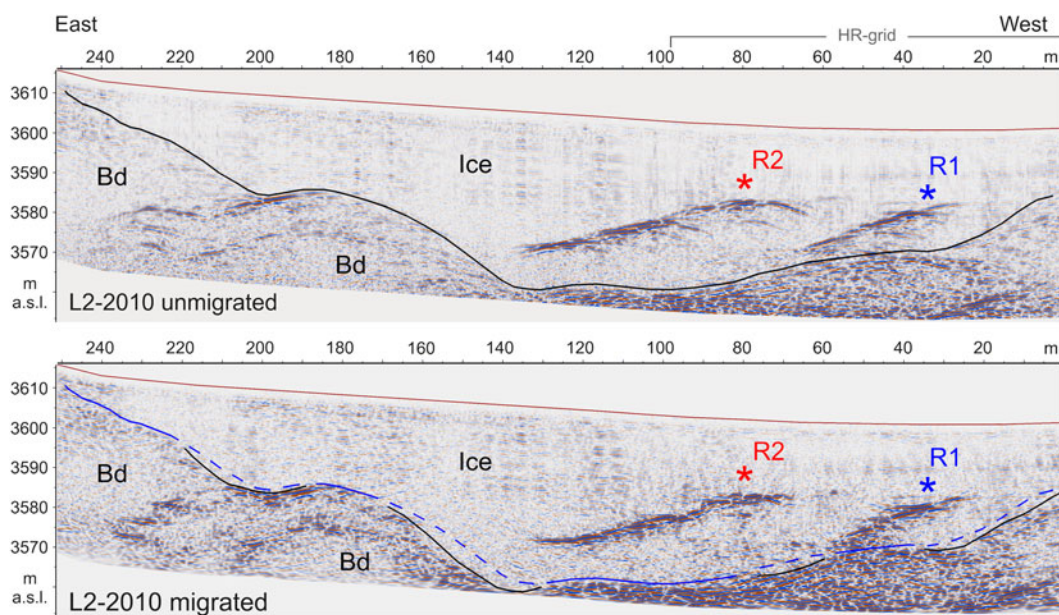 East West
HR-grid
240 220 200 180 160 140 120 100 80 60 40 20 m
3610
3600
3590
3580
3570
m
a.s.l.
Bd
Ice
R2
*
R1
*
Bd
L2-2010 unmigrated
240 220 200 180 160 140 120 100 80 60 40 20 m
3610
3600
3590
3580
3570
m
a.s.l.
Bd
Ice
R2
*
R1
*
Bd
L2-2010 migrated